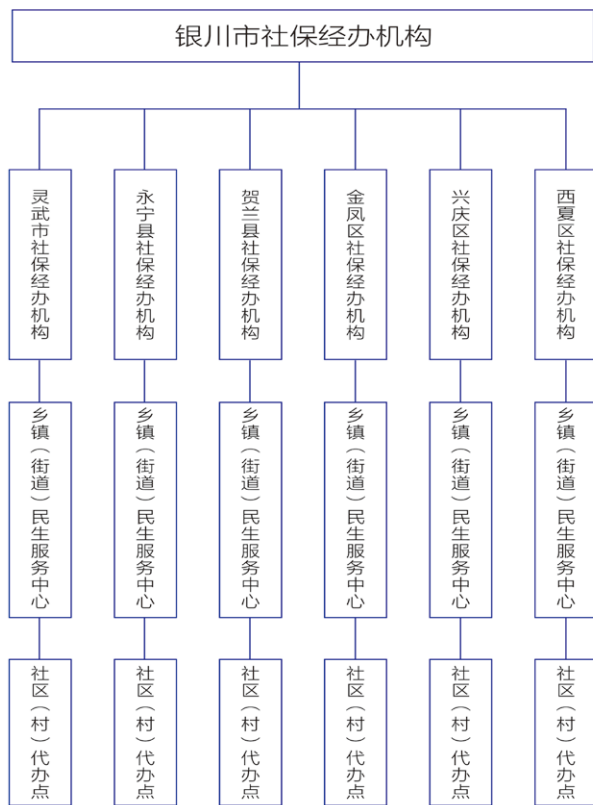 银川市社保经办机构
灵武市社保经办机构
永宁县社保经办机构
贺兰县社保经办机构
金凤区社保经办机构
兴庆区社保经办机构
西夏区社保经办机构
乡镇（街道）民生服务中心
乡镇（街道）民生服务中心
乡镇（街道）民生服务中心
乡镇（街道）民生服务中心
乡镇（街道）民生服务中心
乡镇（街道）民生服务中心
社区（村）代办点
社区（村）代办点
社区（村）代办点
社区（村）代办点
社区（村）代办点
社区（村）代办点